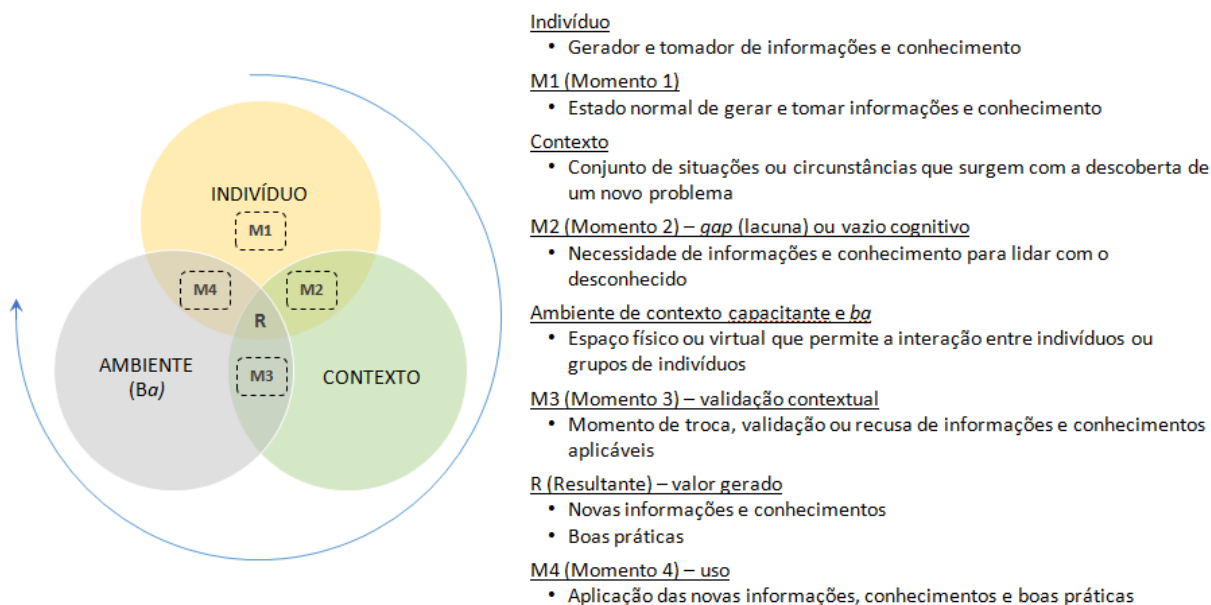 INDIVÍDUO
M1
M4
M2
R
AMBIENTE
(Ba)
M3
CONTEXTO
Indivíduo
• Gerador e tomador de informações e conhecimento
M1 (Momento 1)
• Estado normal de gerar e tomar informações e conhecimento
Contexto
• Conjunto de situações ou circunstâncias que surgem com a descoberta de
um novo problema
M2 (Momento 2) – gap (lacuna) ou vazio cognitivo
• Necessidade de informações e conhecimento para lidar com o
desconhecido
Ambiente de contexto capacitante e ba
• Espaço físico ou virtual que permite a interação entre indivíduos ou
grupos de indivíduos
M3 (Momento 3) – validação contextual
• Momento de troca, validação ou recusa de informações e conhecimentos
aplicáveis
R (Resultante) – valor gerado
• Novas informações e conhecimentos
• Boas práticas
M4 (Momento 4) – uso
• Aplicação das novas informações, conhecimentos e boas práticas